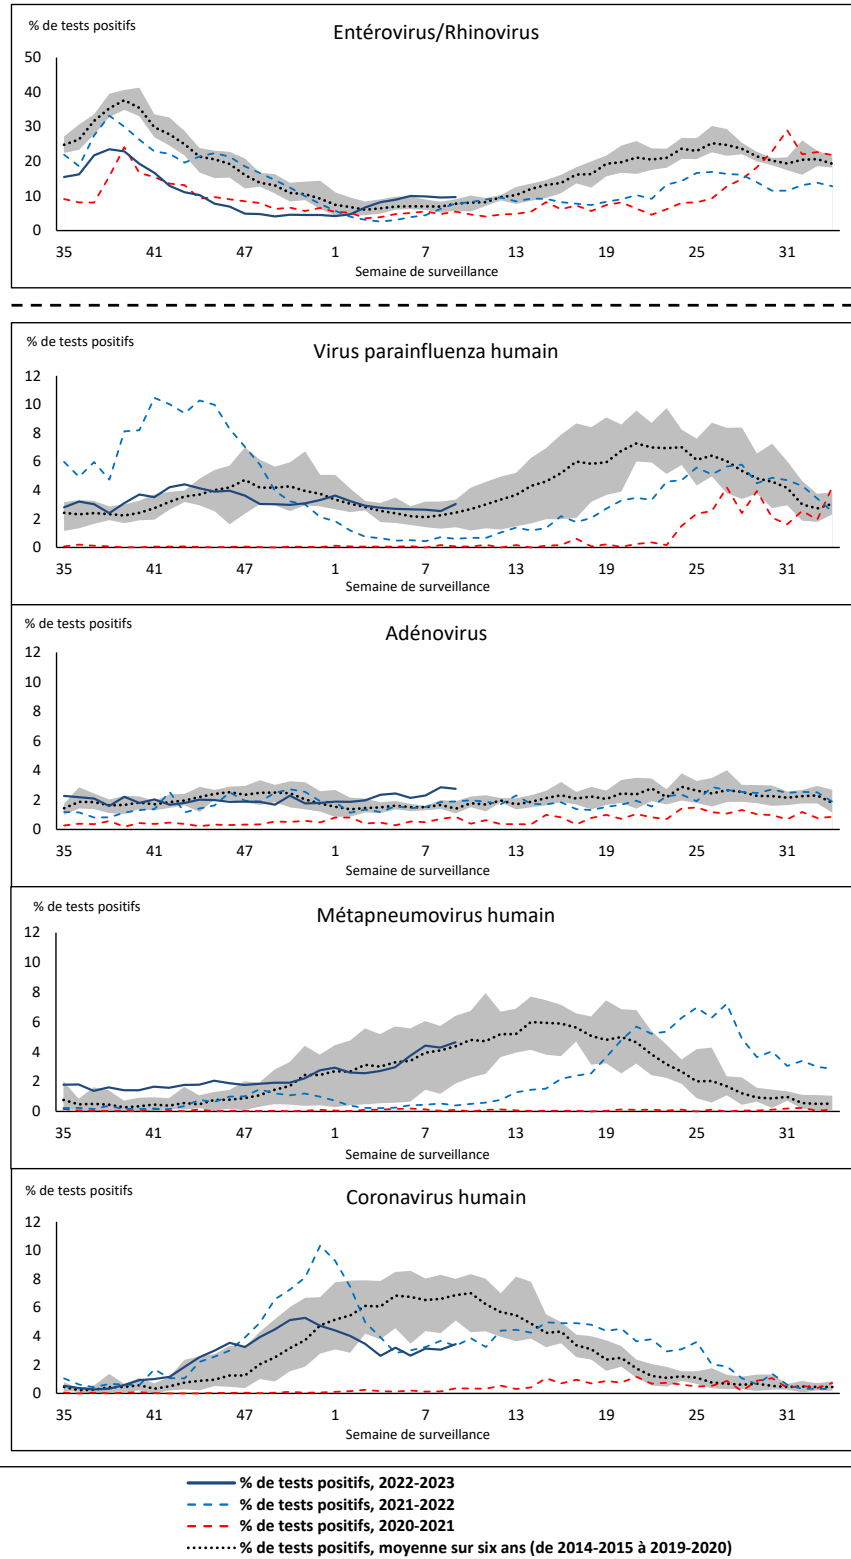 % de tests positifs
Entérovirus/Rhinovirus
50
40
30
20
10
0
35 41 47 1 7 13 19 25 31
Semaine de surveillance
% de tests positifs
Virus parainfluenza humain
12
10
8
6
4
2
0
35 41 47 1 7 13 19 25 31
Semaine de surveillance
% de tests positifs
Adénovirus
12
10
8
6
4
2
0
35 41 47 1 7 13 19 25 31
Semaine de surveillance
% de tests positifs
Métapneumovirus humain
12
10
8
6
4
2
0
35 41 47 1 7 13 19 25 31
Semaine de surveillance
% de tests positifs
Coronavirus humain
12
10
8
6
4
2
0
35 41 47 1 7 13 19 25 31
Semaine de surveillance
% de tests positifs, 2022-2023
% de tests positifs, 2021-2022
% de tests positifs, 2020-2021
% de tests positifs, moyenne sur six ans (de 2014-2015 à 2019-2020)